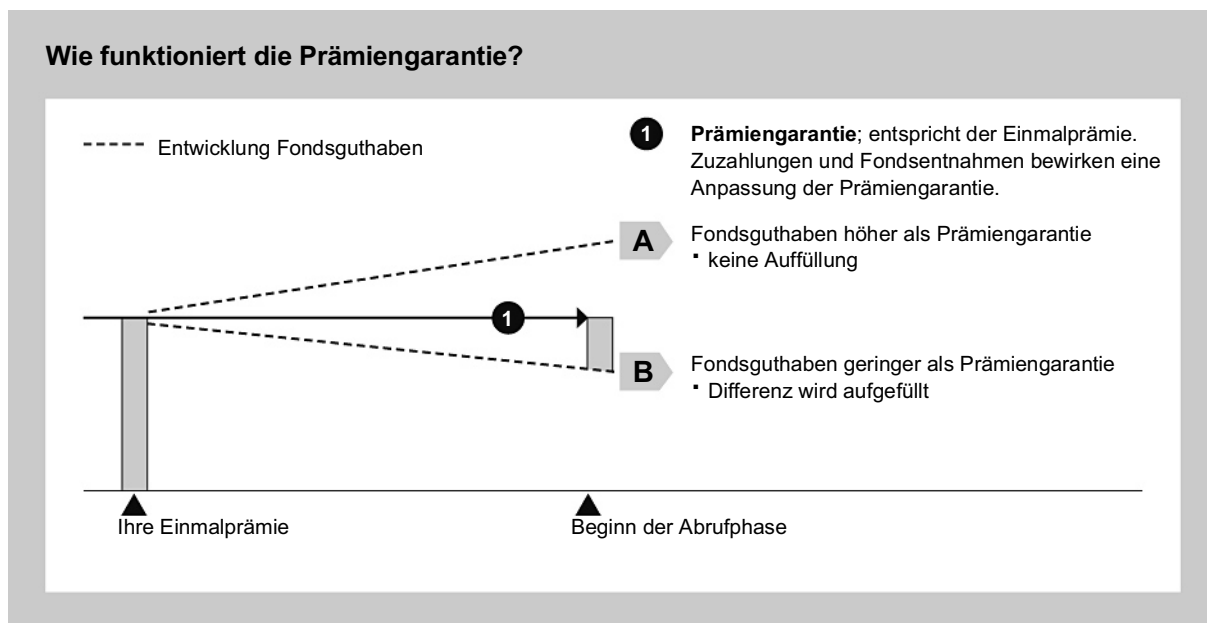 Wie funktioniert die Prämiengarantie?
Entwicklung Fondsguthaben
1 Prämiengarantie; entspricht der Einmalprämie.
Zuzahlungen und Fondsentnahmen bewirken eine
Anpassung der Prämiengarantie.
A Fondsguthaben höher als Prämiengarantie
▪ keine Auffüllung
1
B Fondsguthaben geringer als Prämiengarantie
▪ Differenz wird aufgefüllt
Ihre Einmalprämie
Beginn der Abrufphase